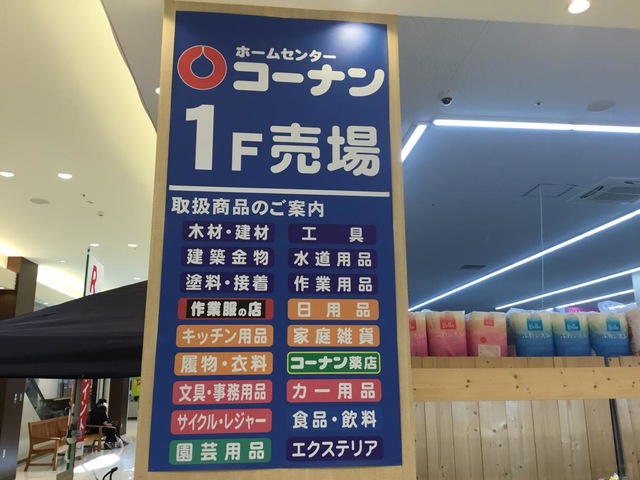 ホームセンター
コーナン
1F売場
取扱商品のご案内
木材・建材 工具
建築金物 水道用品
塗料・接着 作業用品
作業服の店 日用品
キッチン用品 家庭雑貨
履物・衣料 コーナン薬店
文具・事務用品 カー用品
サイクル・レジャー 食品・飲料
園芸用品 エクステリア